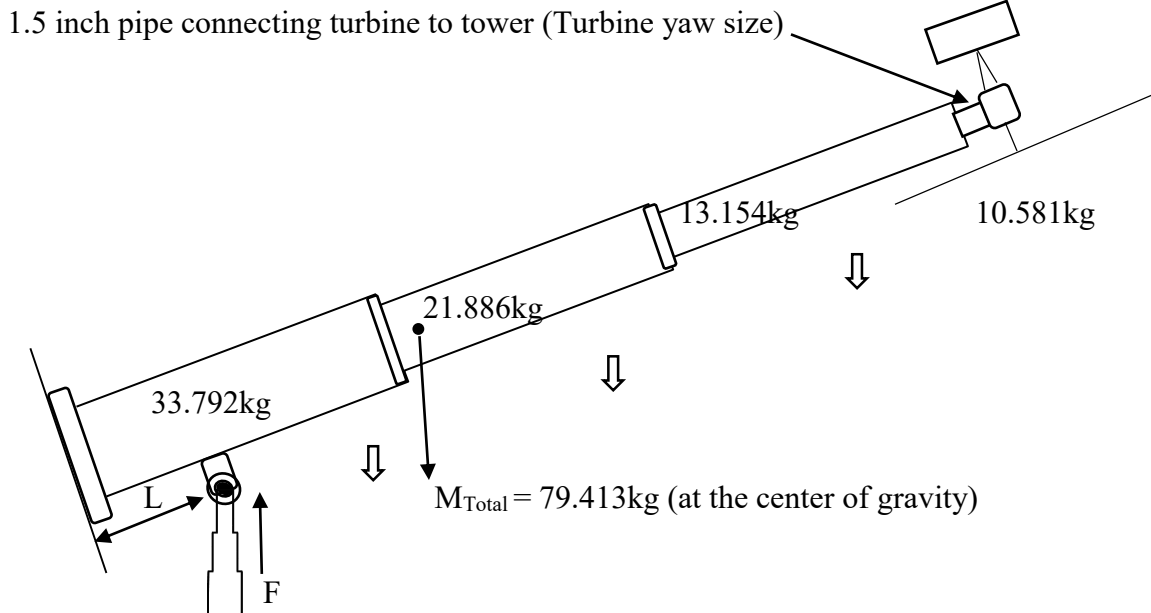 1.5 inch pipe connecting turbine to tower (Turbine yaw size)
13.154kg
10.581kg
21.886kg
33.792kg
L
M_Total = 79.413kg (at the center of gravity)
F